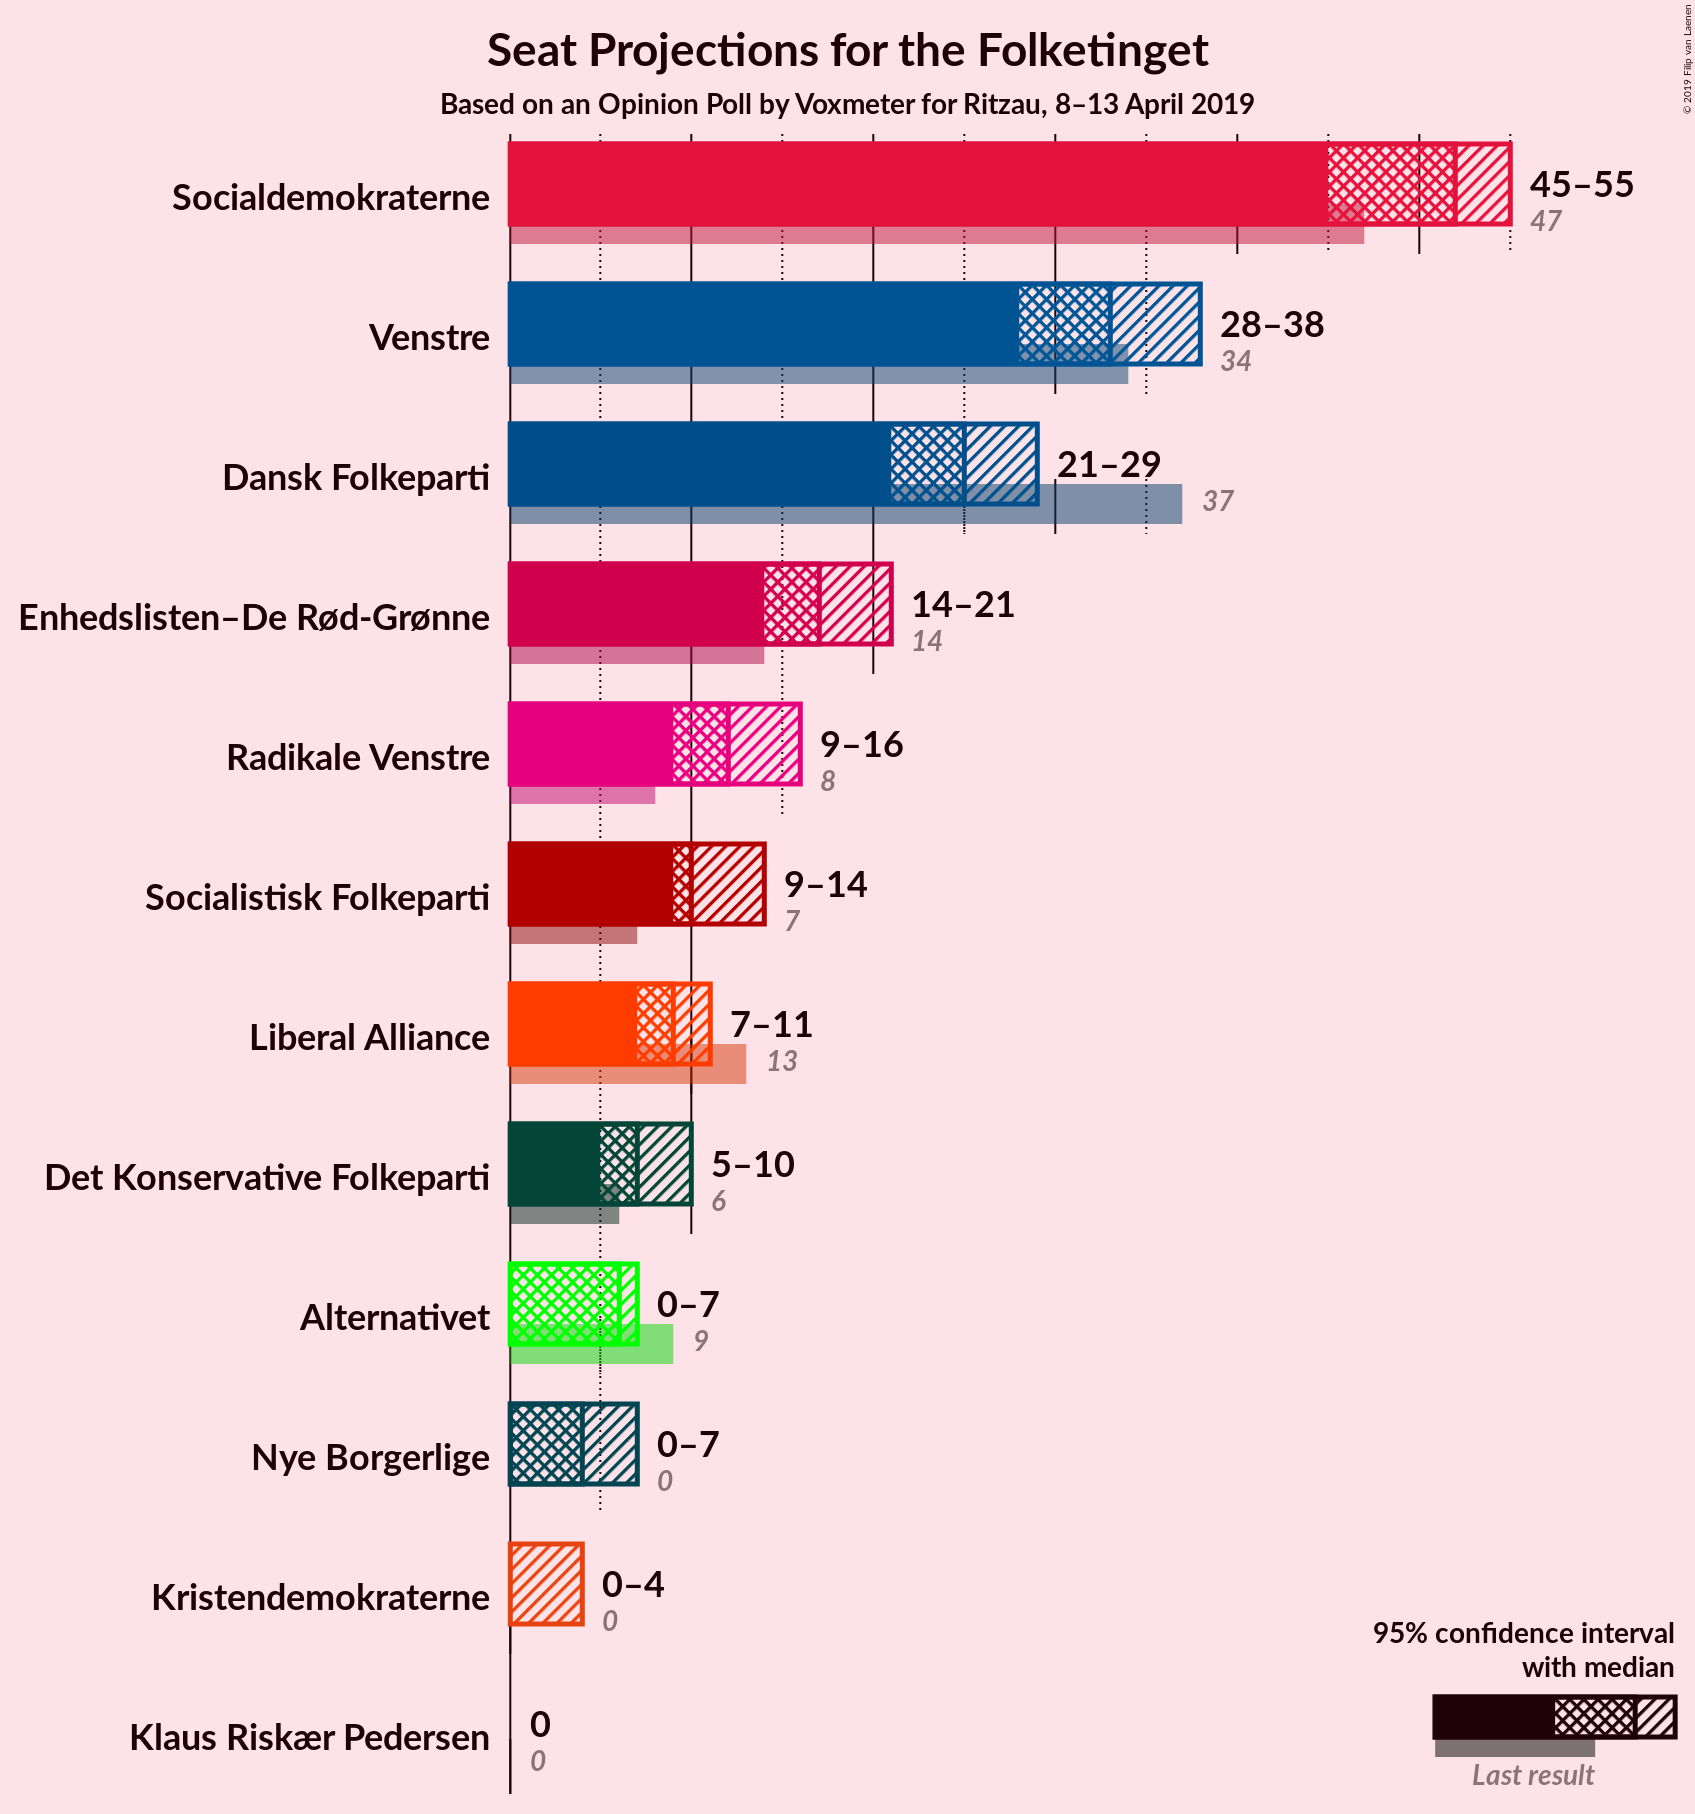 Seat Projections for the Folketinget
Based on an Opinion Poll by Voxmeter for Ritzau, 8–13 April 2019
© 2019 Filip van Laenen
Socialdemokraterne
45–55
47
Venstre
28–38
34
Dansk Folkeparti
21–29
37
Enhedslisten–De Rød-Grønne
14–21
14
Radikale Venstre
9–16
8
Socialistisk Folkeparti
9–14
7
Liberal Alliance
7–11
13
Det Konservative Folkeparti
5–10
6
Alternativet
0–7
9
Nye Borgerlige
0–7
0
Kristendemokraterne
0–4
0
Klaus Riskær Pedersen
0
0
95% confidence interval
with median
Last result